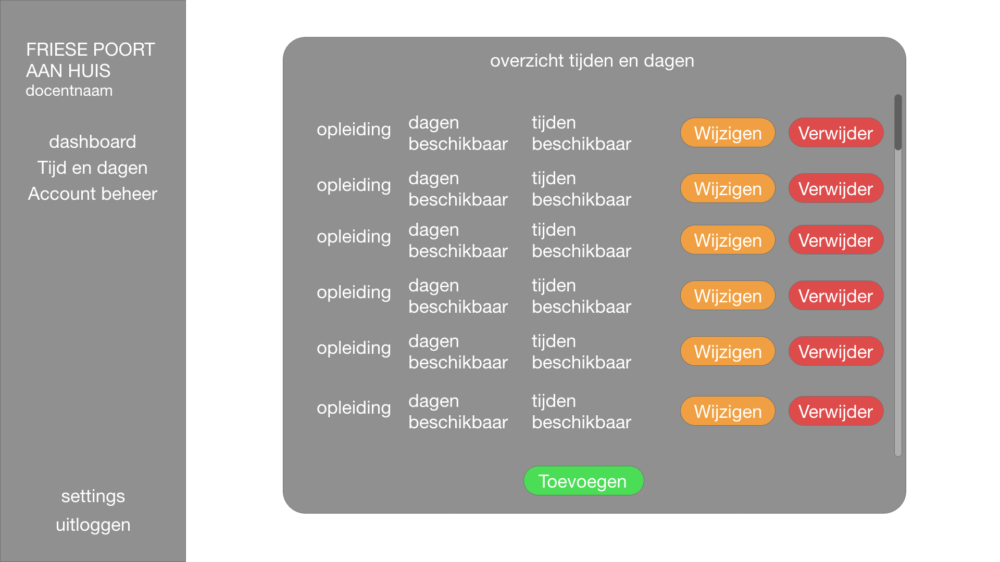 FRIESE POORT
AAN HUIS
docentnaam
dashboard
Tijd en dagen
Account beheer
settings
uitloggen
overzicht tijden en dagen
opleiding dagen beschikbaar tijden beschikbaar Wijzigen Verwijder
opleiding dagen beschikbaar tijden beschikbaar Wijzigen Verwijder
opleiding dagen beschikbaar tijden beschikbaar Wijzigen Verwijder
opleiding dagen beschikbaar tijden beschikbaar Wijzigen Verwijder
opleiding dagen beschikbaar tijden beschikbaar Wijzigen Verwijder
opleiding dagen beschikbaar tijden beschikbaar Wijzigen Verwijder
Toevoegen